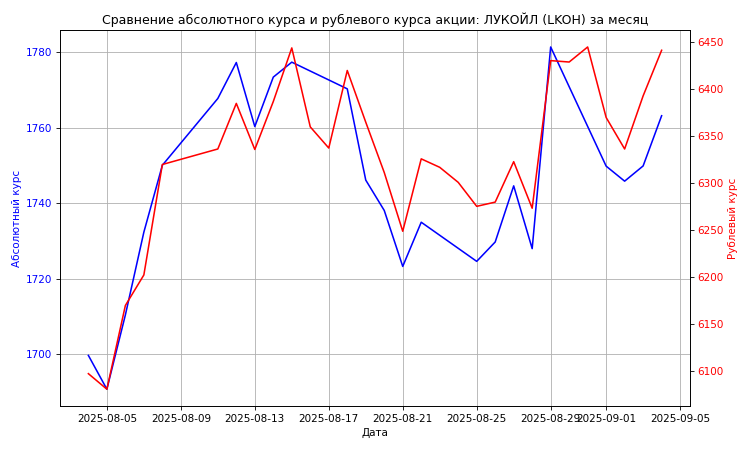 Сравнение абсолютного курса и рублевого курса акции: ЛУКОЙЛ (LKOH) за месяц
Абсолютный курс
1780
1760
1740
1720
1700
6450
6400
6350
6300
6250
6200
6150
6100
Рублевый курс
2025-08-05 2025-08-09 2025-08-13 2025-08-17 2025-08-21 2025-08-25 2025-08-29 2025-09-01 2025-09-05
Дата